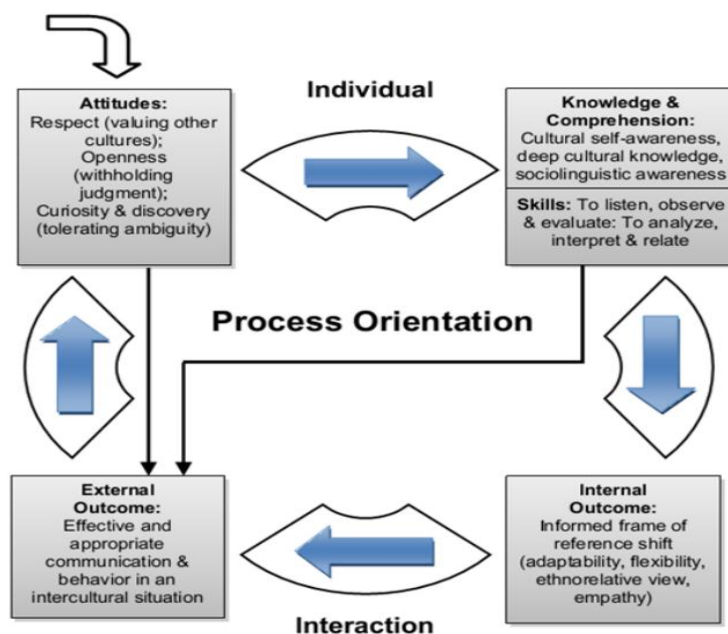 Individual
Attitudes:
Respect (valuing other
cultures);
Openness
(withholding
judgment);
Curiosity & discovery
(tolerating ambiguity)
Knowledge &
Comprehension:
Cultural self-awareness,
deep cultural knowledge,
sociolinguistic awareness
Skills: To listen, observe
& evaluate: To analyze,
interpret & relate
Process Orientation
External
Outcome:
Effective and
appropriate
communication &
behavior in an
intercultural situation
Internal
Outcome:
Informed frame of
reference shift
(adaptability, flexibility,
ethnorelative view,
empathy)
Interaction